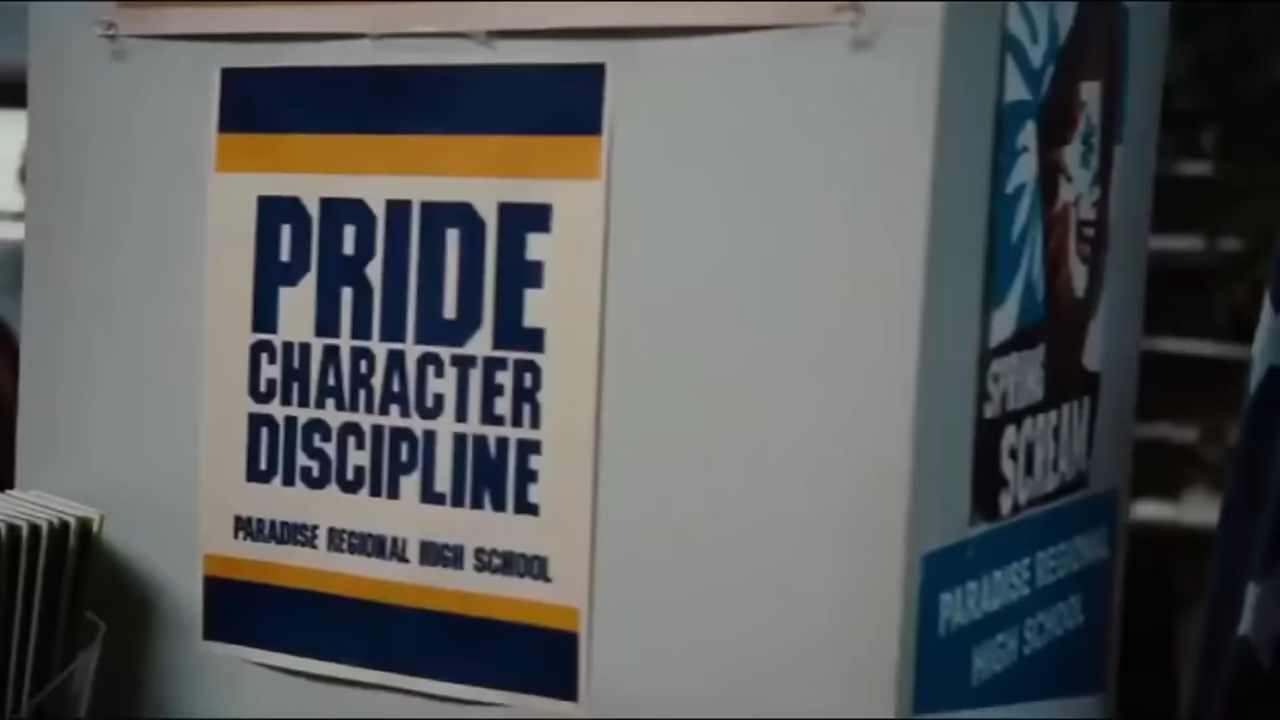 PRIDE
CHARACTER
DISCIPLINE
PARADISE REGIONAL HIGH SCHOOL
SPRING
SCREAM
PARADISE REGIONAL
HIGH SCHOOL